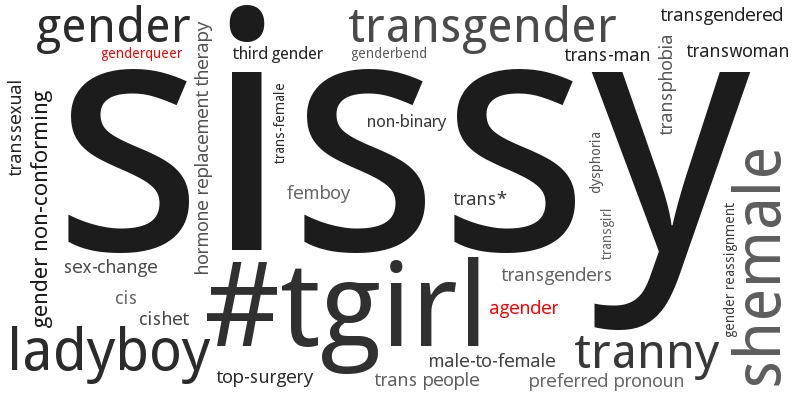 gender
transgender
transgendered
genderqueer
third gender
genderbend
trans-man
transwoman
sissy
transsexual
gender non-conforming
hormone replacement therapy
trans-female
non-binary
transphobia
femboy
trans*
dysphoria
transgirl
shemale
gender reassignment
sex-change
#tgirl
transgenders
cis
cishet
agender
ladyboy
tranny
male-to-female
top-surgery
trans people
preferred pronoun